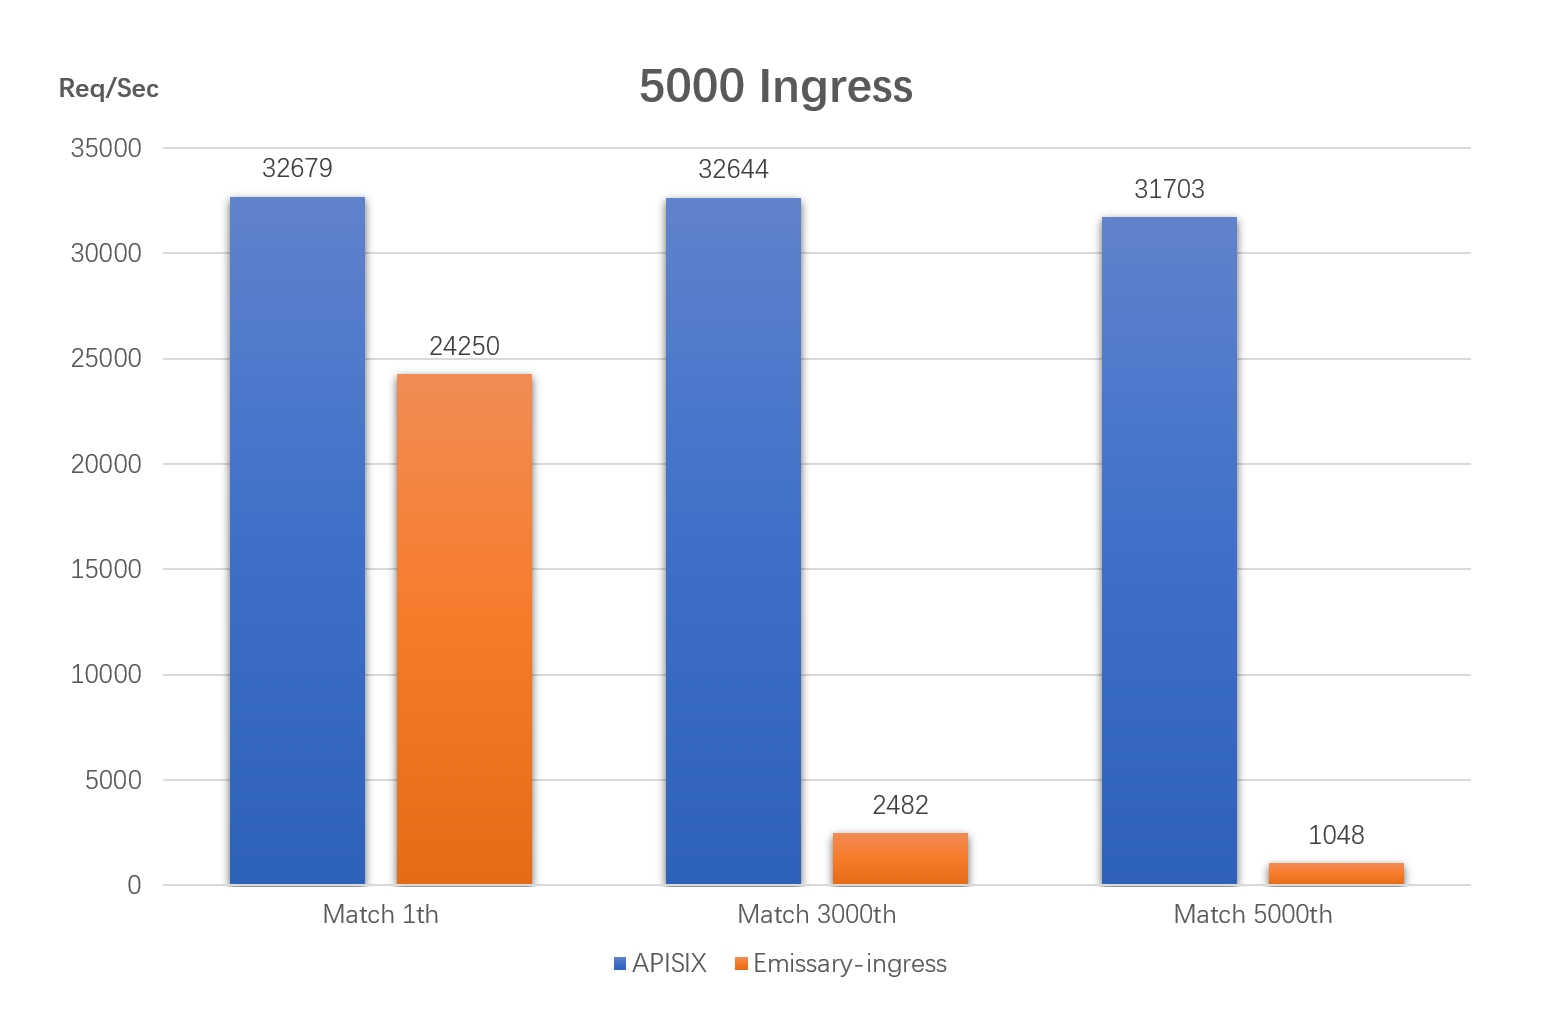 5000 Ingress
Req/Sec
35000
30000
25000
20000
15000
10000
5000
0
32679
24250
32644
2482
31703
1048
Match 1th
Match 3000th
Match 5000th
APISIX
Emissary-ingress